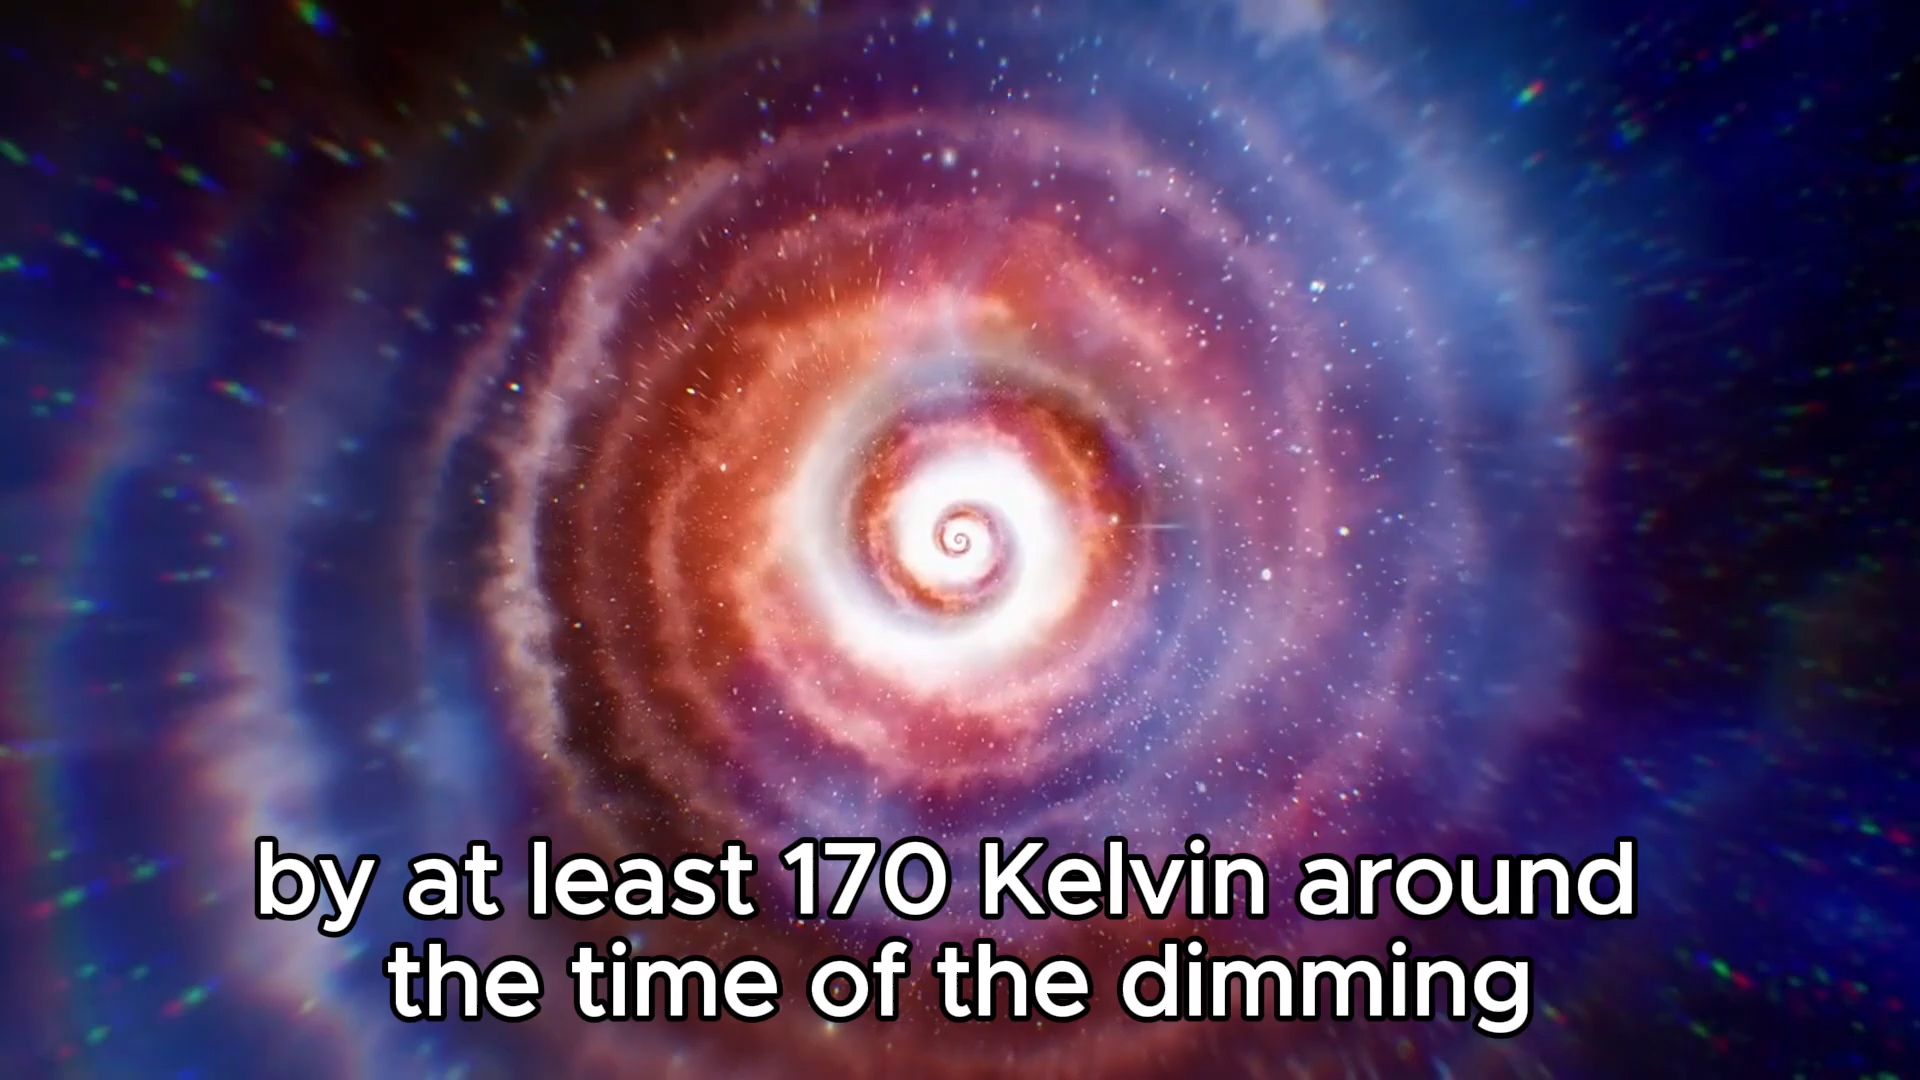 by at least 170 Kelvin around
the time of the dimming